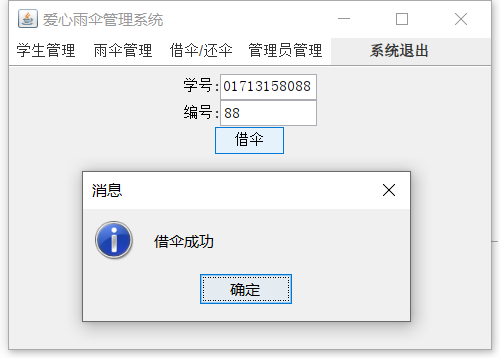 爱心雨伞管理系统
学生管理 雨伞管理 借伞/还伞 管理员管理 系统退出
学号:01713158088
编号:88
借伞
消息
借伞成功
确定